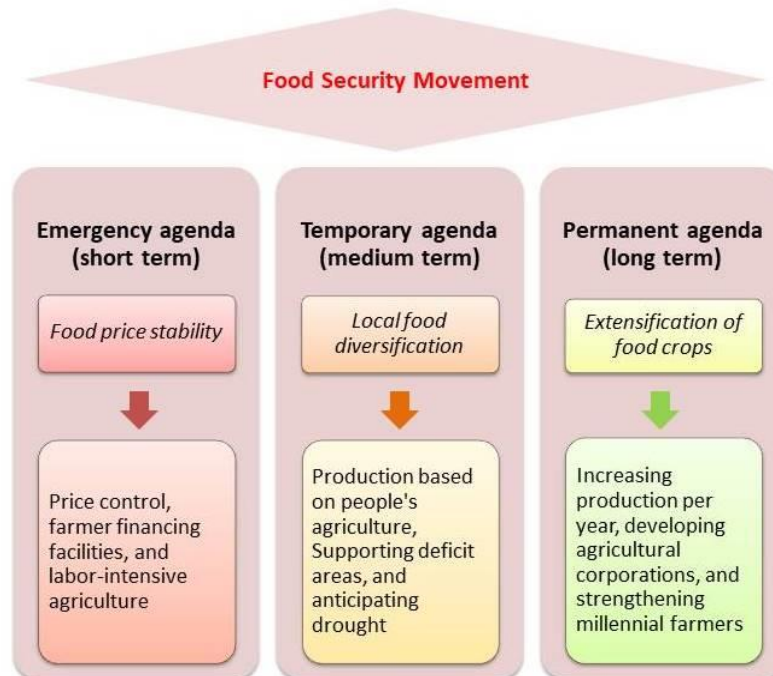 Food Security Movement
Emergency agenda
(short term)
Food price stability
Price control,
farmer financing
facilities, and
labor-intensive
agriculture
Temporary agenda
(medium term)
Local food
diversification
Production based
on people's
agriculture,
Supporting deficit
areas, and
anticipating
drought
Permanent agenda
(long term)
Extensification of
food crops
Increasing
production per
year, developing
agricultural
corporations, and
strengthening
millennial farmers